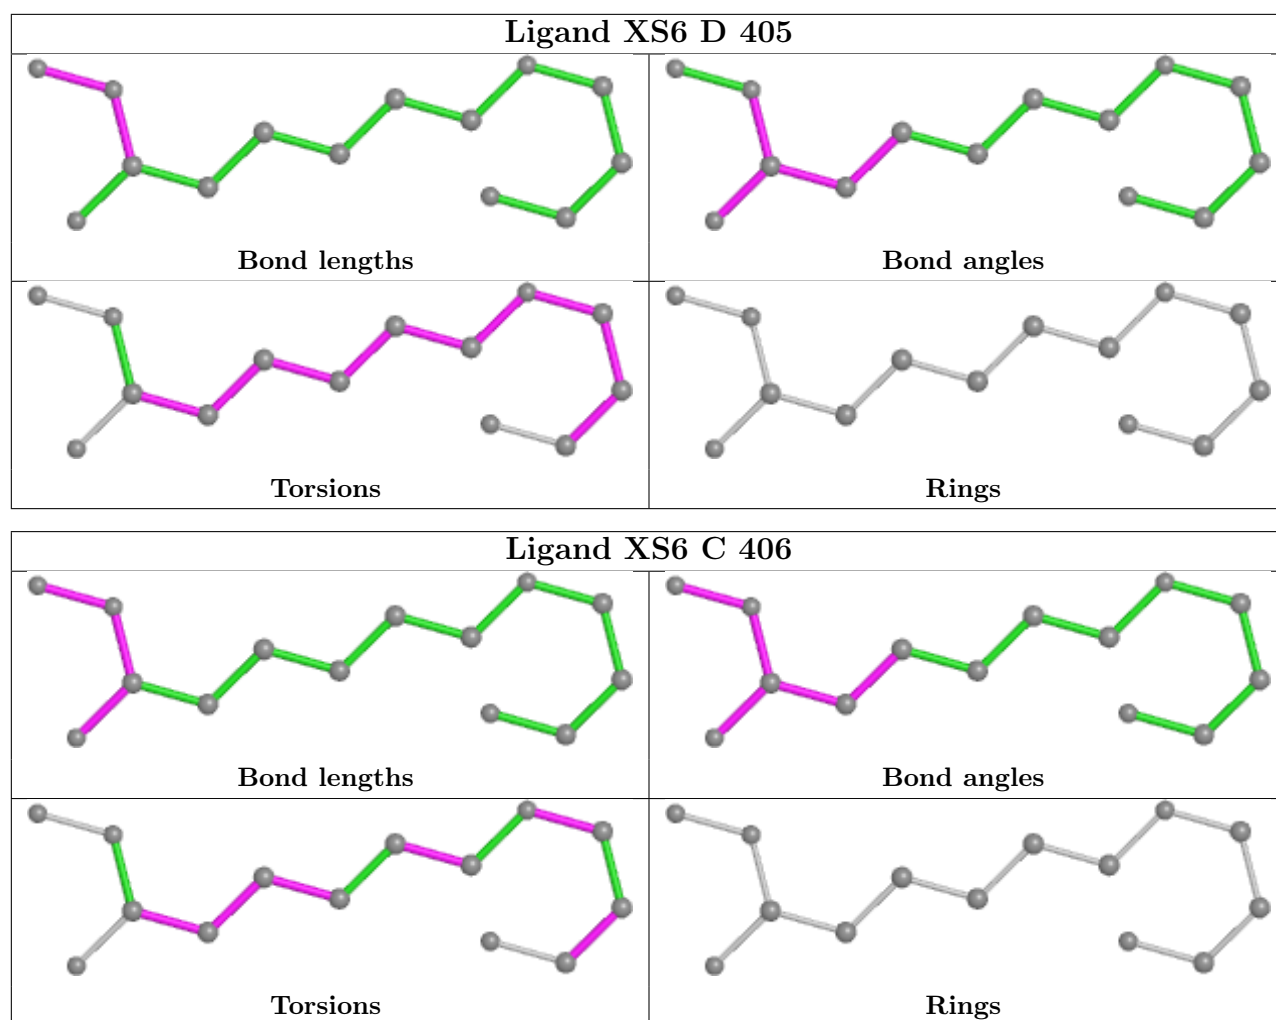 Ligand XS6 D 405
Bond lengths
Bond angles
Torsions
Rings
Ligand XS6 C 406
Bond lengths
Bond angles
Torsions
Rings